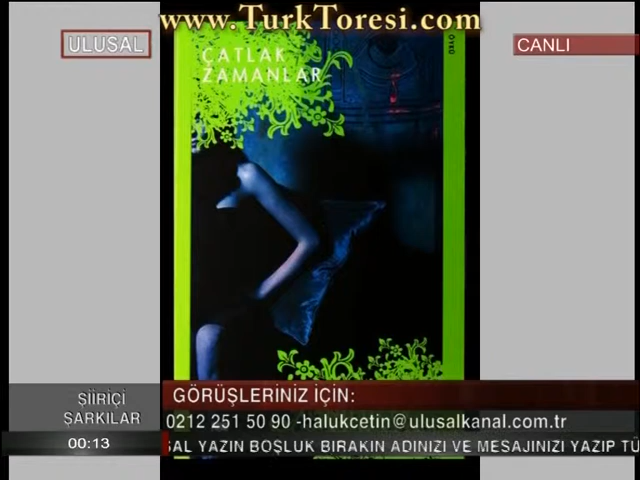 www.TurkToresi.com
ULUSAL
CANLI
ÇATLAK
ZAMANLAR
ŞİİRİÇİ
ŞARKILAR
00:13
GÖRÜŞLERİNİZ İÇİN:
0212 251 50 90 -halukcetin@ulusalkanal.com.tr
SAL YAZIN BOŞLUK BIRAKIN ADINIZI VE MESAJINIZI YAZIP TÜ